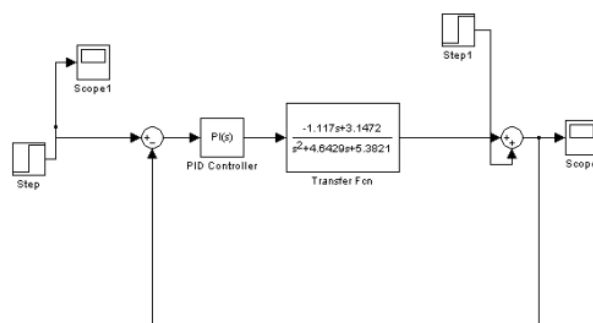 Step1
Scope1
-1.117s+3.1472
PI(s)
s2+4.6429s+5.3821
Scope
PID Controller
Step
Transfer Fcn